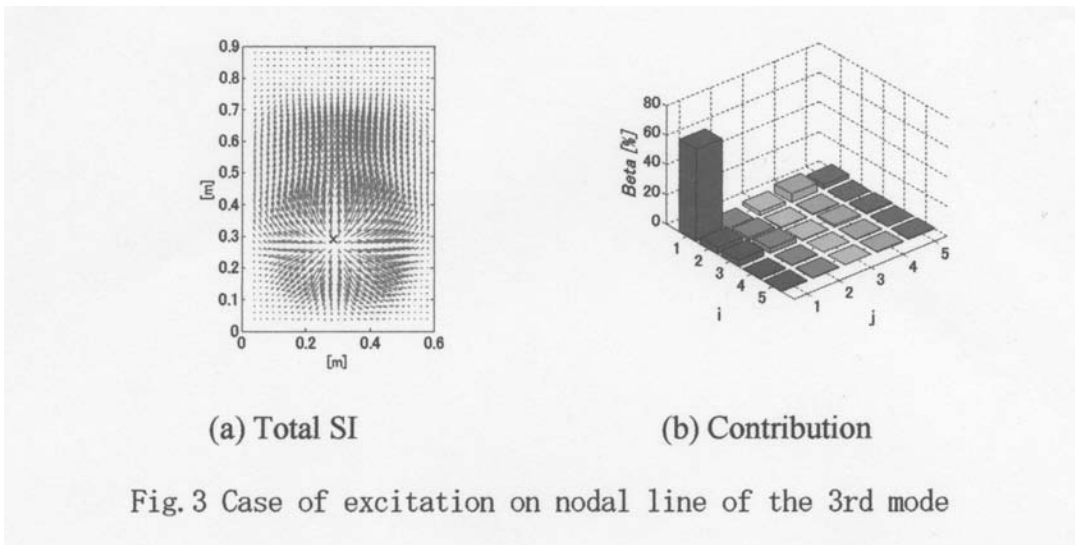 0.9
0.8
0.7
0.6
0.5
0.4
0.3
0.2
0.1
0
[m]
0 0.2 0.4 0.6
[m]
80
60
40
20
0
Beta [%]
1 2 3 4 5
i
1 2 3 4 5
j
(a) Total SI
(b) Contribution
Fig.3 Case of excitation on nodal line of the 3rd mode